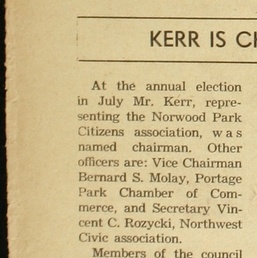 KERR IS CH
At the annual election
in July Mr. Kerr, repre-
senting the Norwood Park
Citizens association, was
named chairman. Other
officers are: Vice Chairman
Bernard S. Molay, Portage
Park Chamber of Com-
merce, and Secretary Vin-
cent C. Rozycki, Northwest
Civic association.
Members of the council